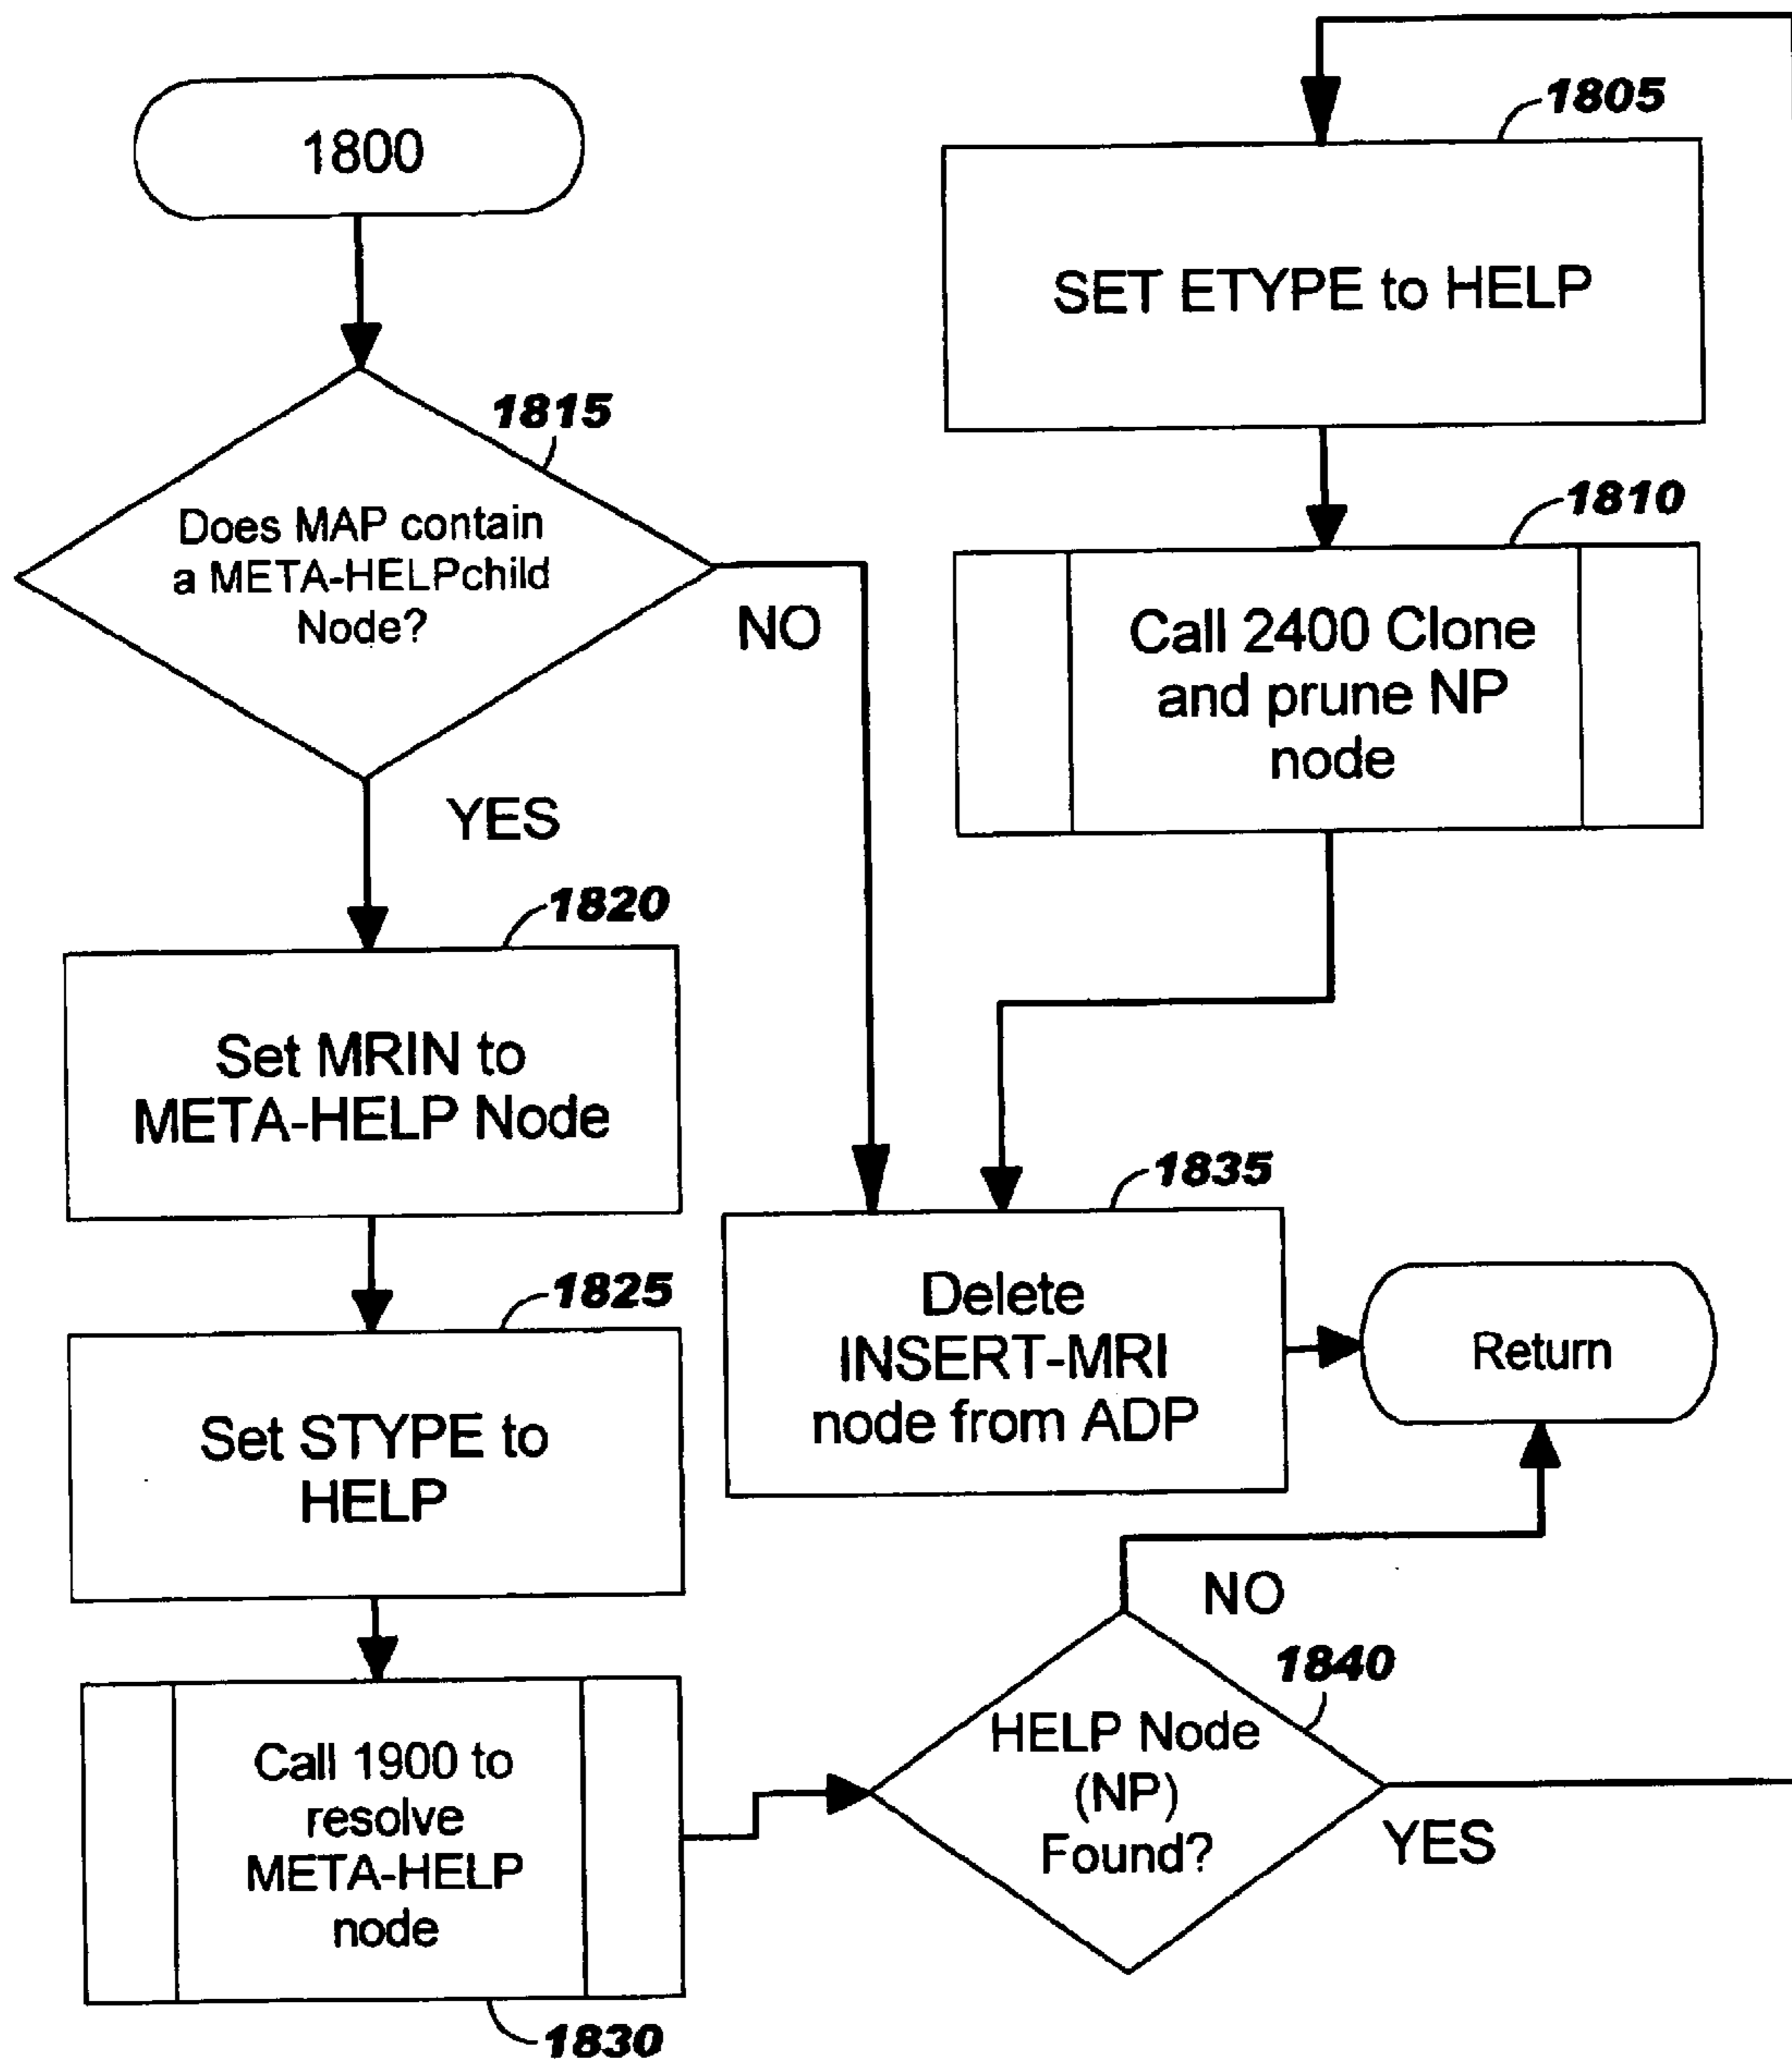 1800
1815
Does MAP contain
a META-HELPchild
Node?
NO
YES
1820
Set MRIN to
META-HELP Node
1825
Set STYPE to
HELP
Call 1900 to
resolve
META-HELP
node
1830
1805
SET ETYPE to HELP
1810
Call 2400 Clone
and prune NP
node
1835
Delete
INSERT-MRI
node from ADP
Return
NO
1840
HELP Node
(NP)
Found?
YES